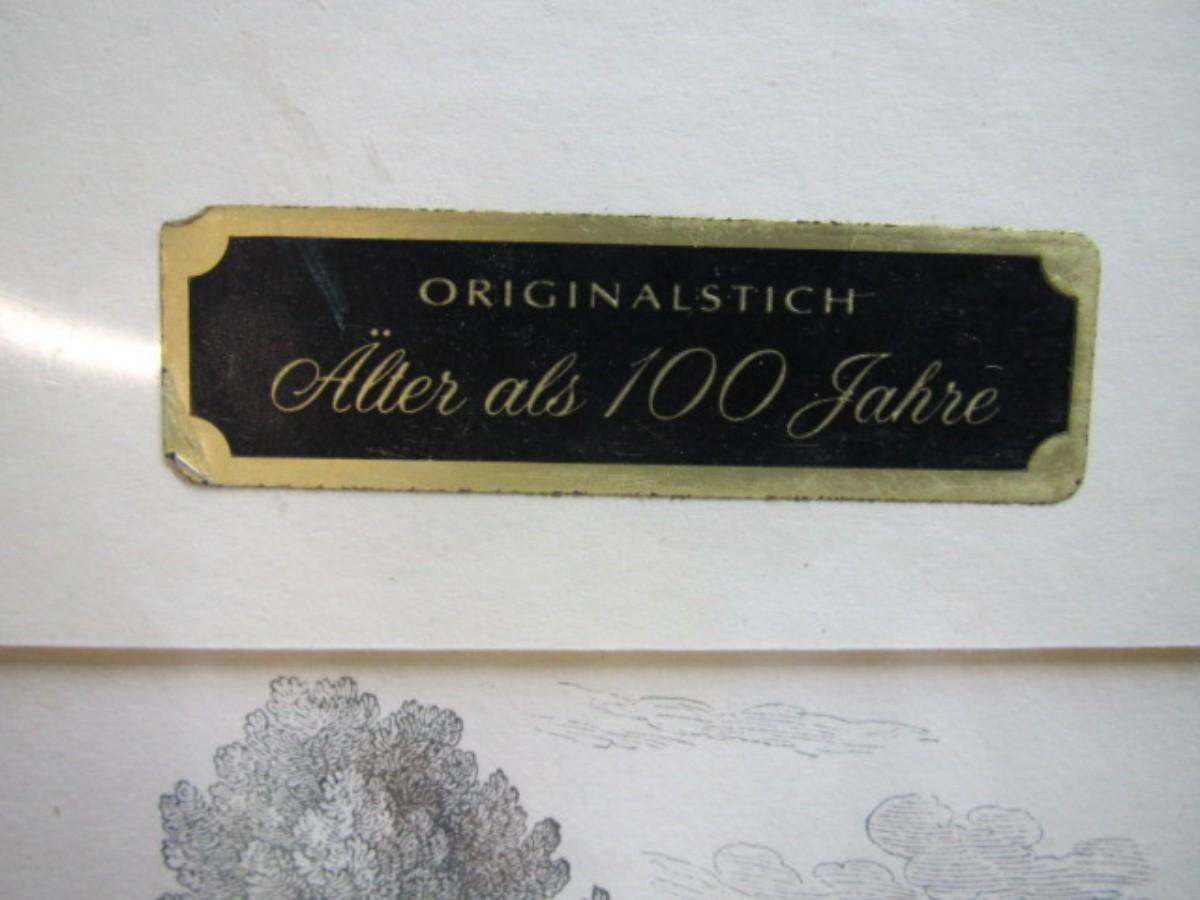 ORIGINALSTICH
Älter als 100 Jahre